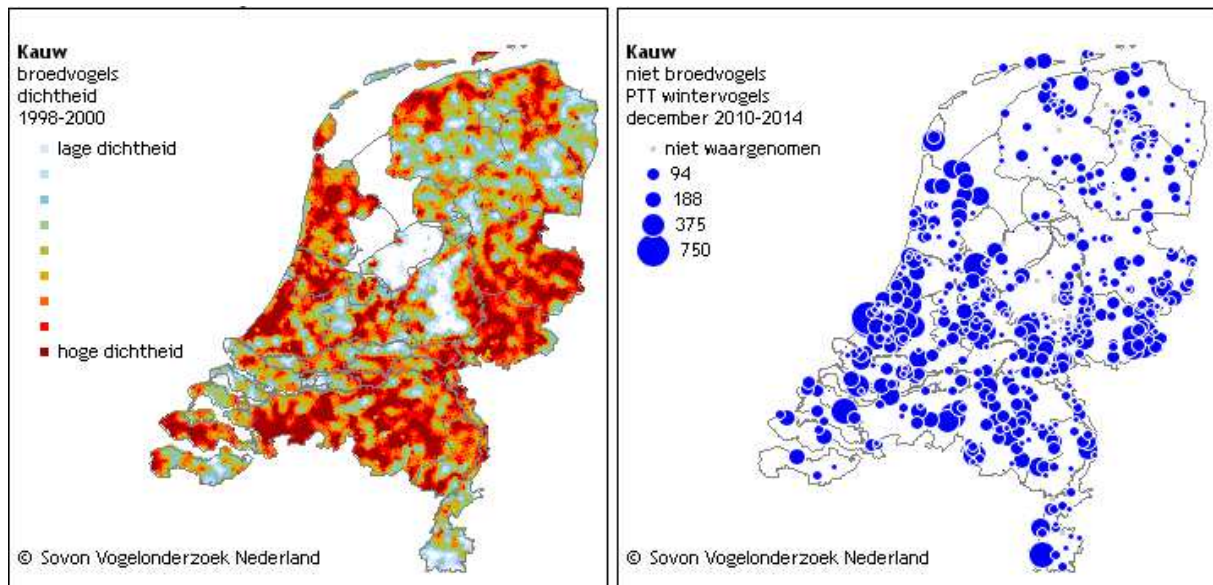 Kauw
broedvogels
dichtheid
1998-2000
lage dichtheid
hoge dichtheid
© Sovon Vogelonderzoek Nederland
Kauw
niet broedvogels
PTT wintervogels
december 2010-2014
niet waargenomen
94
188
375
750
© Sovon Vogelonderzoek Nederland